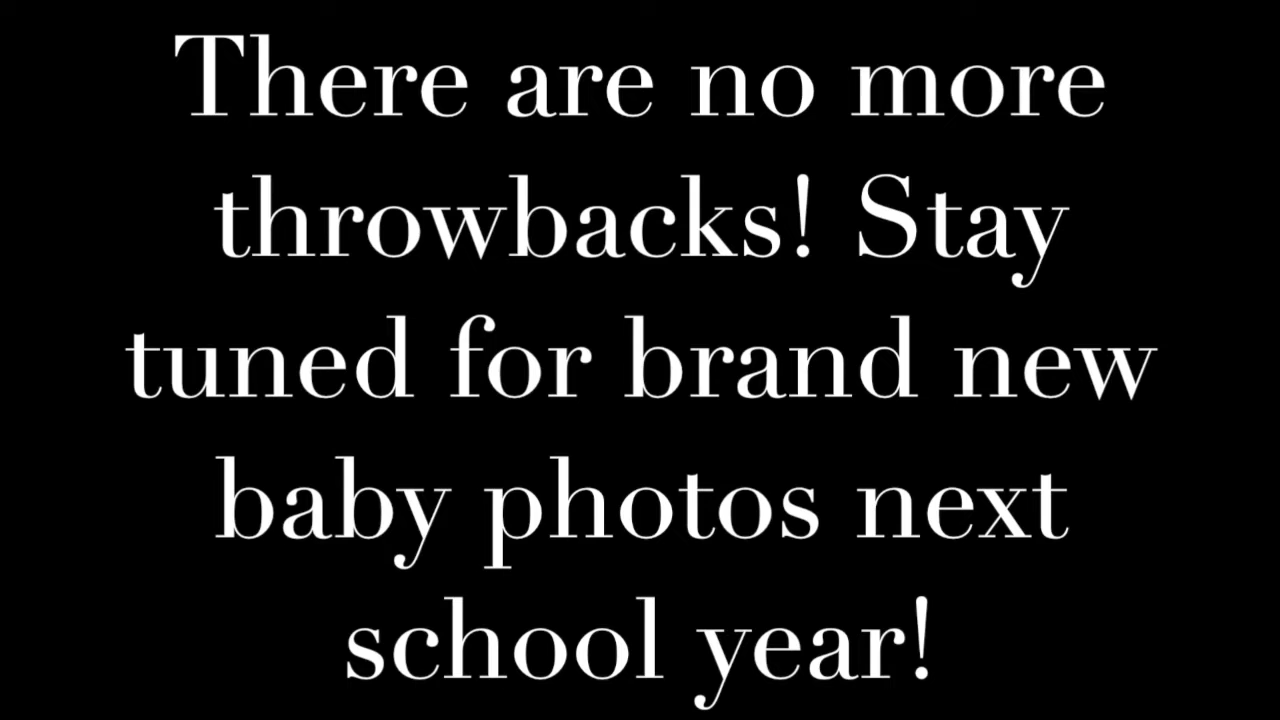 There are no more
throwbacks! Stay
tuned for brand new
baby photos next
school year!